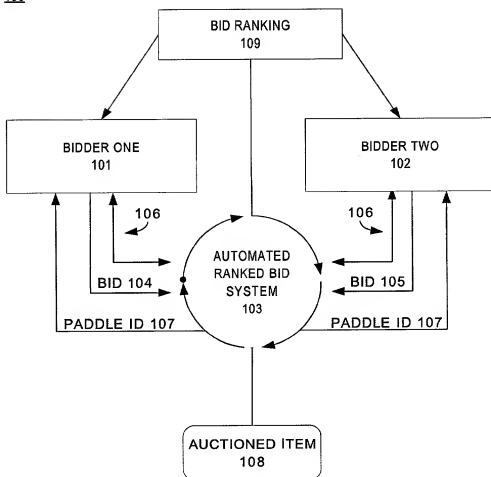 BID RANKING
109
BIDDER ONE
101
BIDDER TWO
102
106
106
AUTOMATED
RANKED BID
SYSTEM
103
BID 104
BID 105
PADDLE ID 107
PADDLE ID 107
AUCTIONED ITEM
108